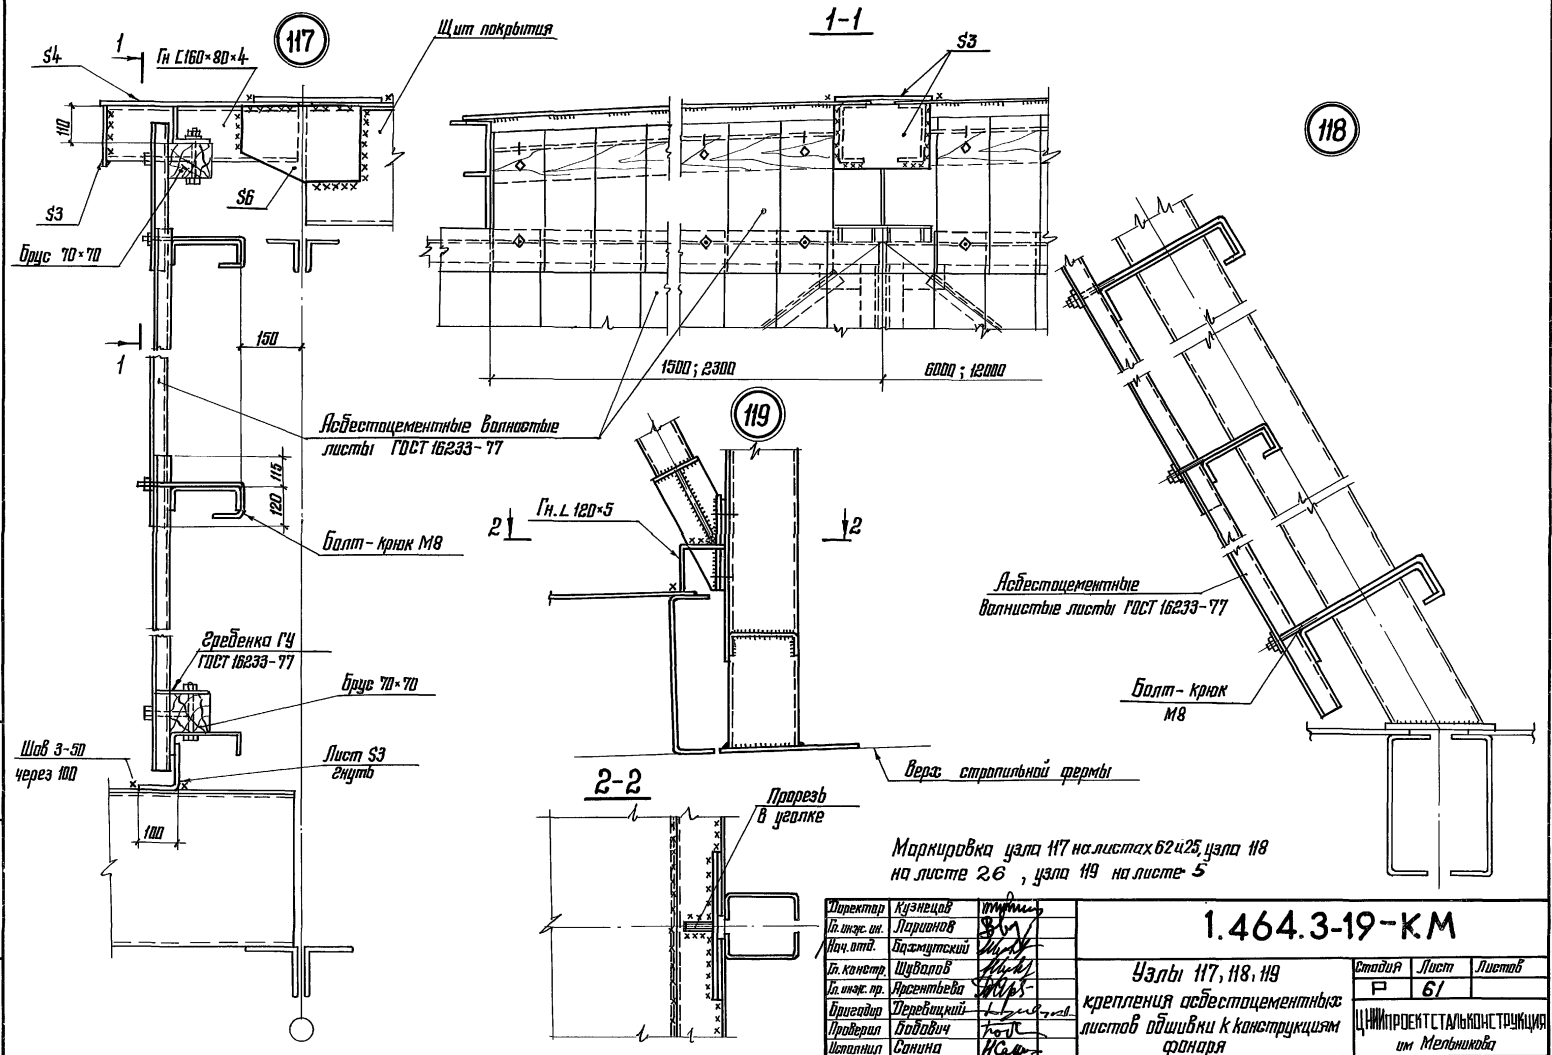 117
1-1
S4
1
Гн [160×80×4
Щит покрытия
S3
110
S3
S6
Брус 70×70
118
1
150
1500; 2300
6000; 12000
Асбестоцементные волнистые
листы ГОСТ 16233-77
119
115
120
Гн. L 120×5
2
2
Болт-крюк М8
Асбестоцементные
волнистые листы ГОСТ 16233-77
Гребенка ГУ
ГОСТ 16233-77
Брус 70×70
Болт-крюк
М8
Шов 3-50
через 100
Лист S3
гнуть
Верх стропильной фермы
2-2
Прорезь
в уголке
100
Маркировка узла 117 на листах 62 и 25, узла 118
на листе 26 , узла 119 на листе 5
Директор Кузнецов
Гл. инж. ин. Ларионов
Нач. отд. Бахмутский
Гл. констр. Шувалов
Гл. инж. пр. Арсентьева
Бригадир Деревицкий
Проверил Бобович
Исполнил Санина
1.464.3-19-КМ
Узлы 117, 118, 119
крепления асбестоцементных
листов обшивки к конструкциям
фонаря
Стадия Лист Листов
Р 61
ЦНИИПРОЕКТСТАЛЬКОНСТРУКЦИЯ
им Мельникова